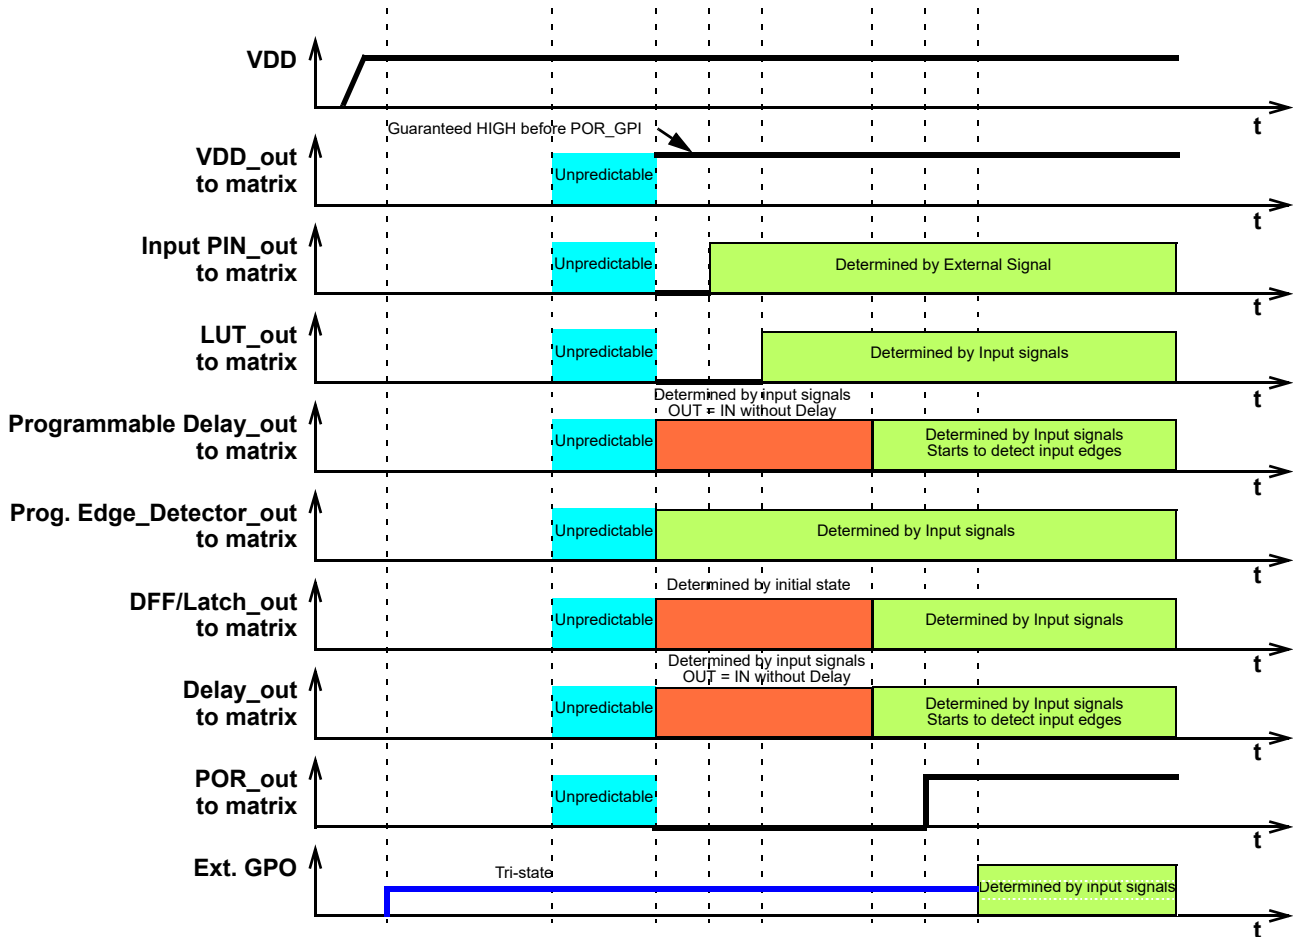 VDD
t
Guaranteed HIGH before POR_GPI
VDD_out
to matrix
Unpredictable
t
Input PIN_out
to matrix
Unpredictable
Determined by External Signal
t
LUT_out
to matrix
Unpredictable
Determined by Input signals
t
Determined by input signals
OUT = IN without Delay
Programmable Delay_out
to matrix
Unpredictable
Determined by Input signals
Starts to detect input edges
t
Prog. Edge_Detector_out
to matrix
Unpredictable
Determined by Input signals
t
Determined by initial state
DFF/Latch_out
to matrix
Unpredictable
Determined by Input signals
t
Determined by input signals
OUT = IN without Delay
Delay_out
to matrix
Unpredictable
Determined by Input signals
Starts to detect input edges
t
POR_out
to matrix
Unpredictable
t
Ext. GPO
Tri-state
Determined by input signals
t